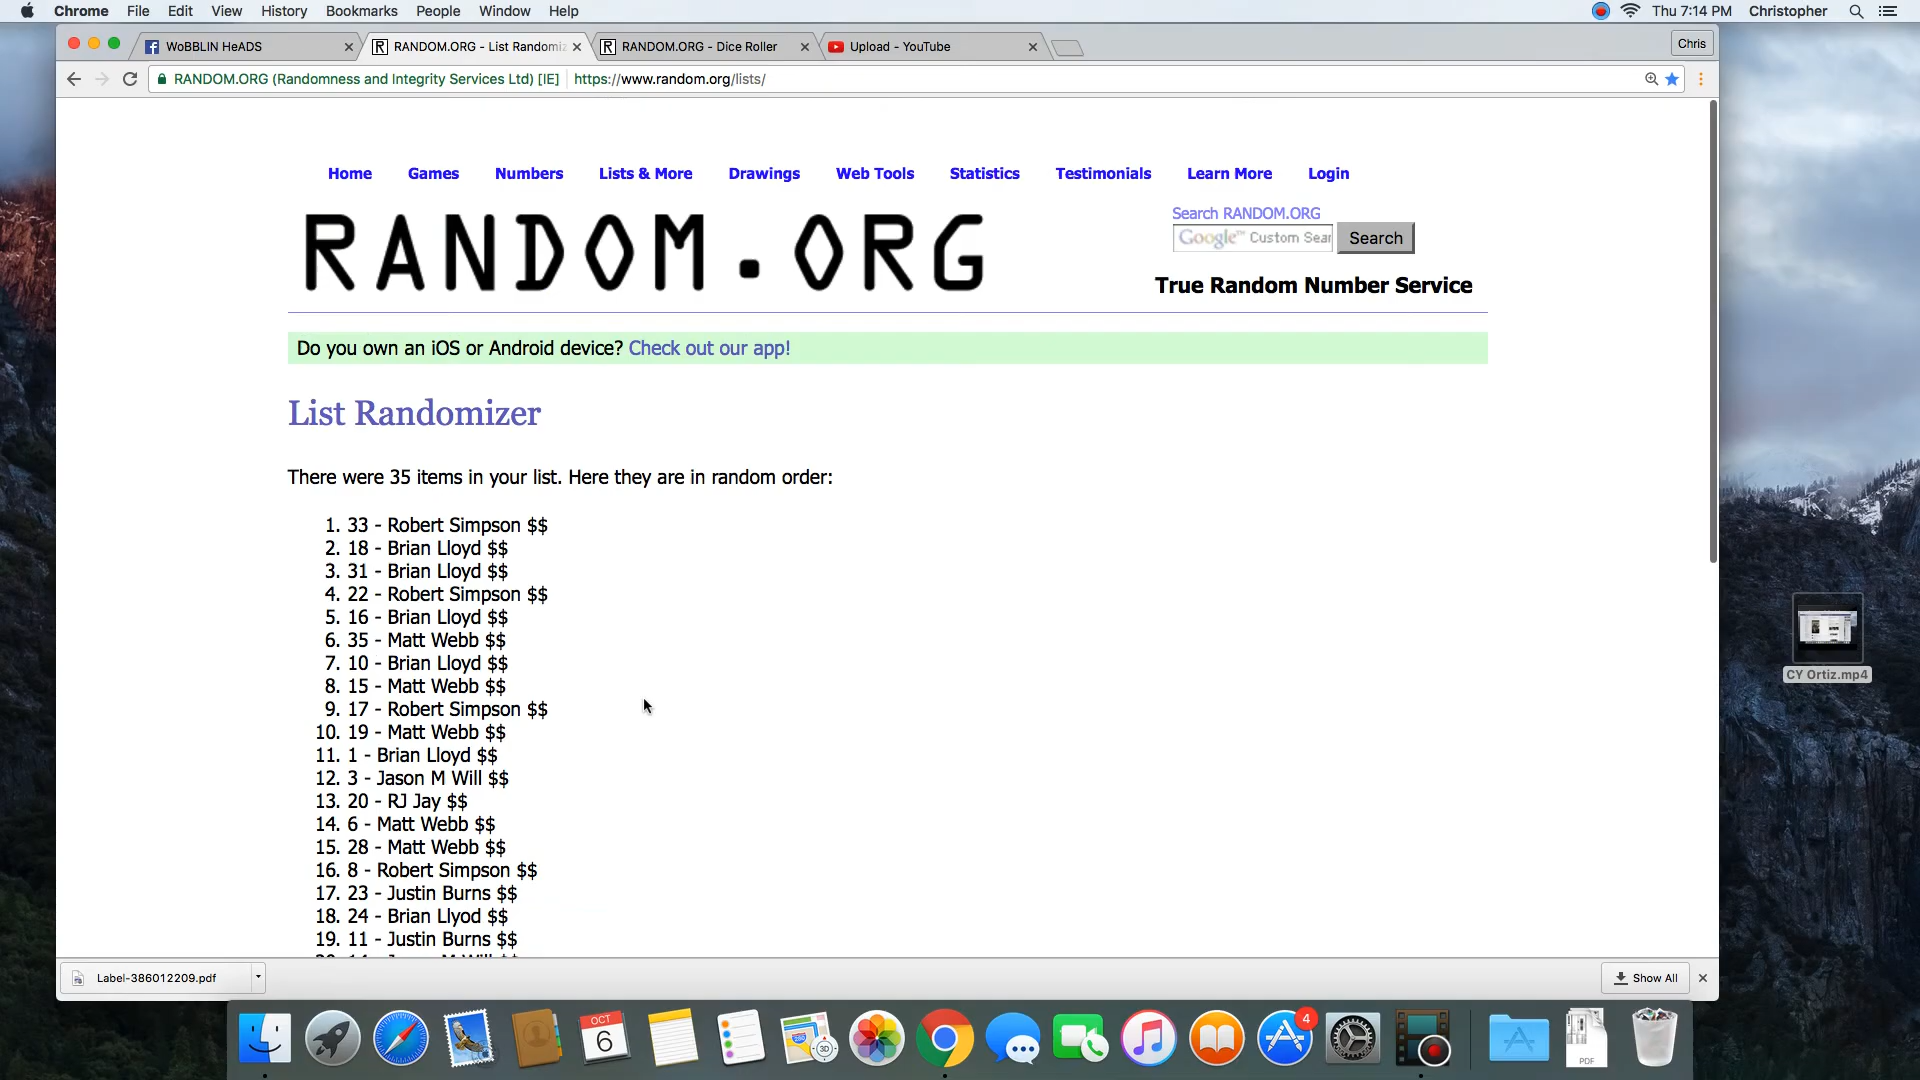 Chrome File Edit View History Bookmarks People Window Help Thu 7:14 PM Christopher
WoBBLIN HeADS RANDOM.ORG - List Randomiz RANDOM.ORG - Dice Roller Upload - YouTube Chris
RANDOM.ORG (Randomness and Integrity Services Ltd) [IE] https://www.random.org/lists/
Home Games Numbers Lists & More Drawings Web Tools Statistics Testimonials Learn More Login
RANDOM.ORG
Search RANDOM.ORG
Google™ Custom Sear Search
True Random Number Service
Do you own an iOS or Android device? Check out our app!
List Randomizer
There were 35 items in your list. Here they are in random order:
1. 33 - Robert Simpson $$
2. 18 - Brian Lloyd $$
3. 31 - Brian Lloyd $$
4. 22 - Robert Simpson $$
5. 16 - Brian Lloyd $$
6. 35 - Matt Webb $$
7. 10 - Brian Lloyd $$
8. 15 - Matt Webb $$
9. 17 - Robert Simpson $$
10. 19 - Matt Webb $$
11. 1 - Brian Lloyd $$
12. 3 - Jason M Will $$
13. 20 - RJ Jay $$
14. 6 - Matt Webb $$
15. 28 - Matt Webb $$
16. 8 - Robert Simpson $$
17. 23 - Justin Burns $$
18. 24 - Brian Llyod $$
19. 11 - Justin Burns $$
CY Ortiz.mp4
Label-386012209.pdf Show All
OCT
6
3D
4
PDF